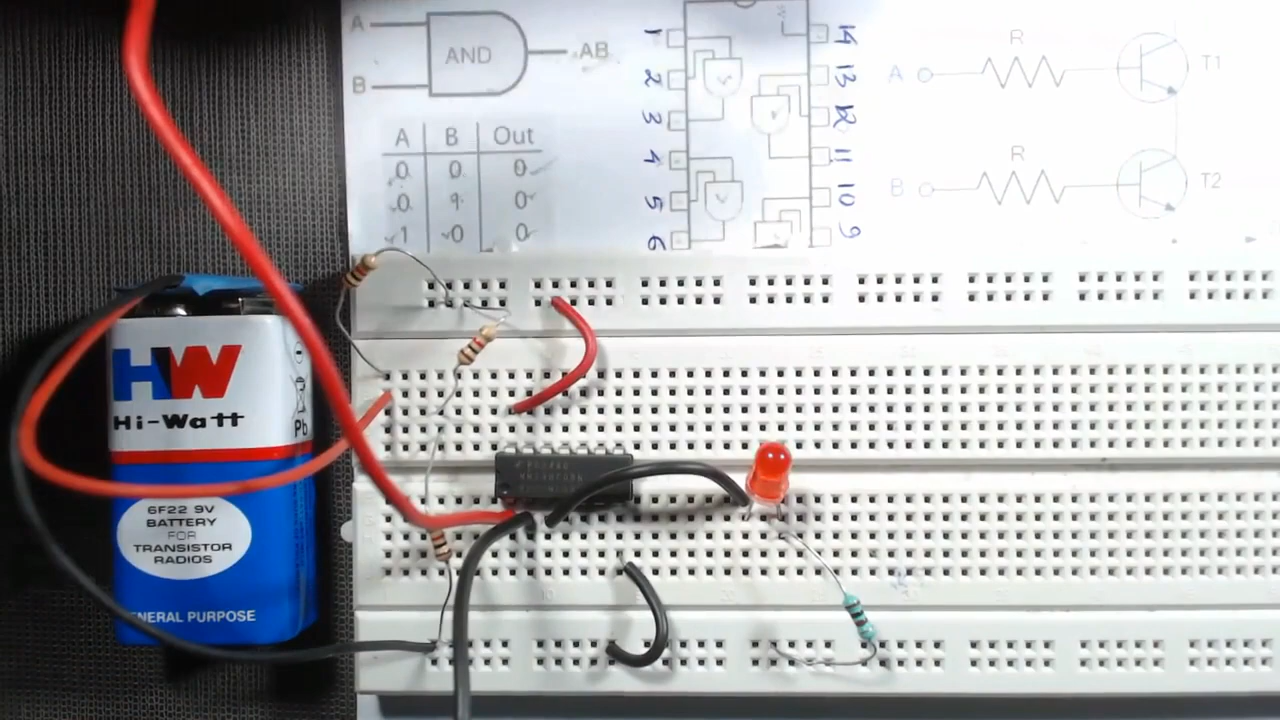 A
AND
AB
B
A B Out
0 0 0
0 1 0
1 0 0
1
2
3
4
5
6
14
13
12
11
10
9
R
A
T1
R
B
T2
HW
Hi-Watt
Pb
6F22 9V
BATTERY
FOR
TRANSISTOR
RADIOS
ENERAL PURPOSE